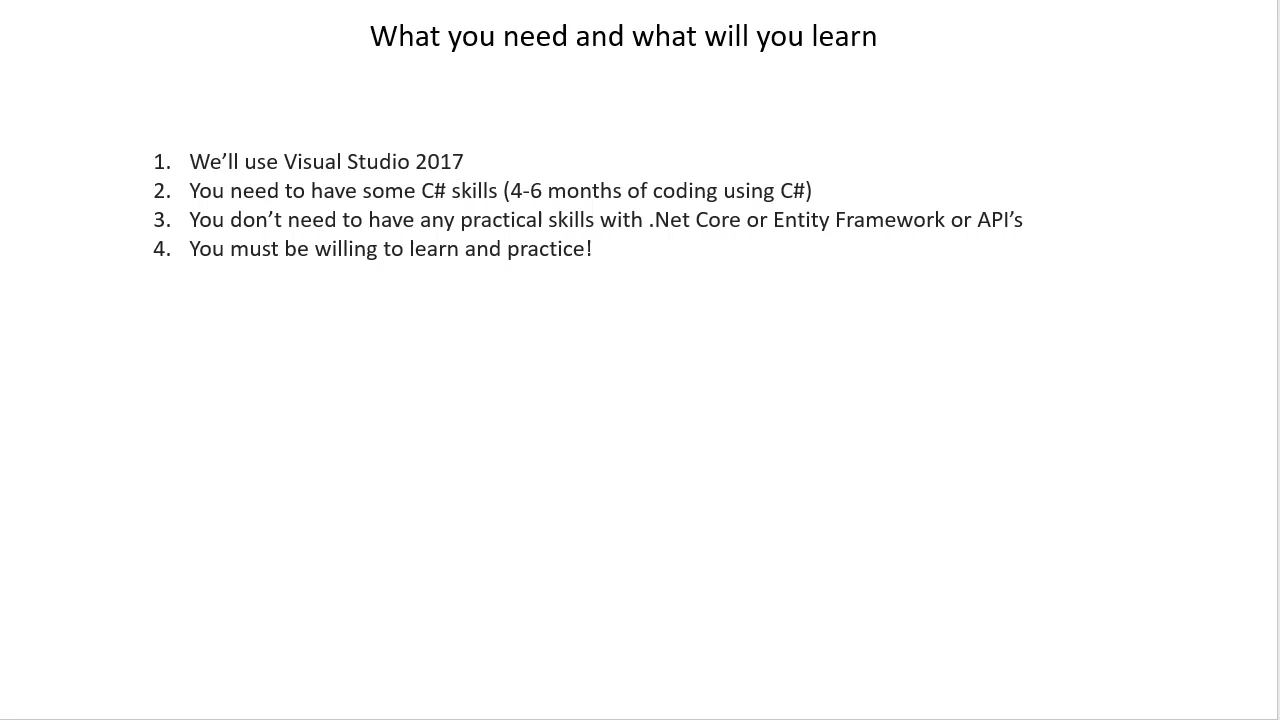 What you need and what will you learn
1. We’ll use Visual Studio 2017
2. You need to have some C# skills (4-6 months of coding using C#)
3. You don’t need to have any practical skills with .Net Core or Entity Framework or API’s
4. You must be willing to learn and practice!